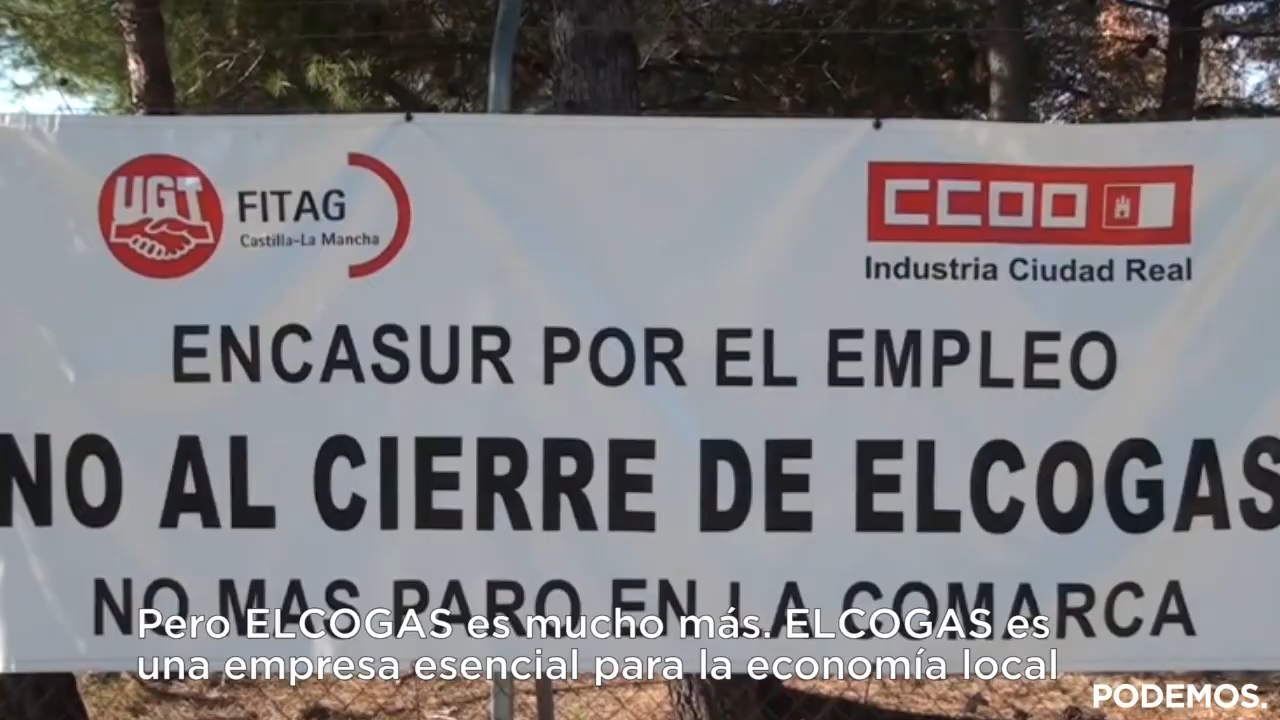 UGT
FITAG
Castilla-La Mancha
CCOO
Industria Ciudad Real
ENCASUR POR EL EMPLEO
NO AL CIERRE DE ELCOGAS
NO MAS PARO EN LA COMARCA
Pero ELCOGAS es mucho más. ELCOGAS es
una empresa esencial para la economía local
PODEMOS.